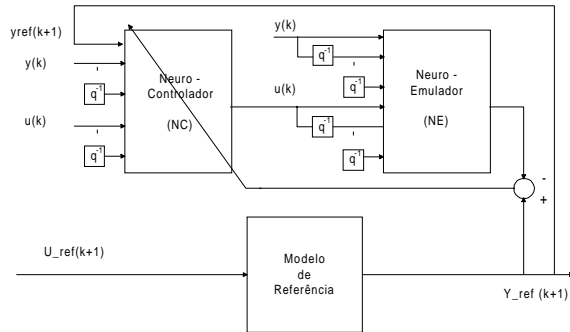 yref(k+1)
y(k)
q-1
u(k)
q-1
Neuro -
Controlador
(NC)
y(k)
q-1
q-1
u(k)
q-1
q-1
Neuro -
Emulador
(NE)
-
+
U_ref(k+1)
Modelo
de
Referência
Y_ref (k+1)